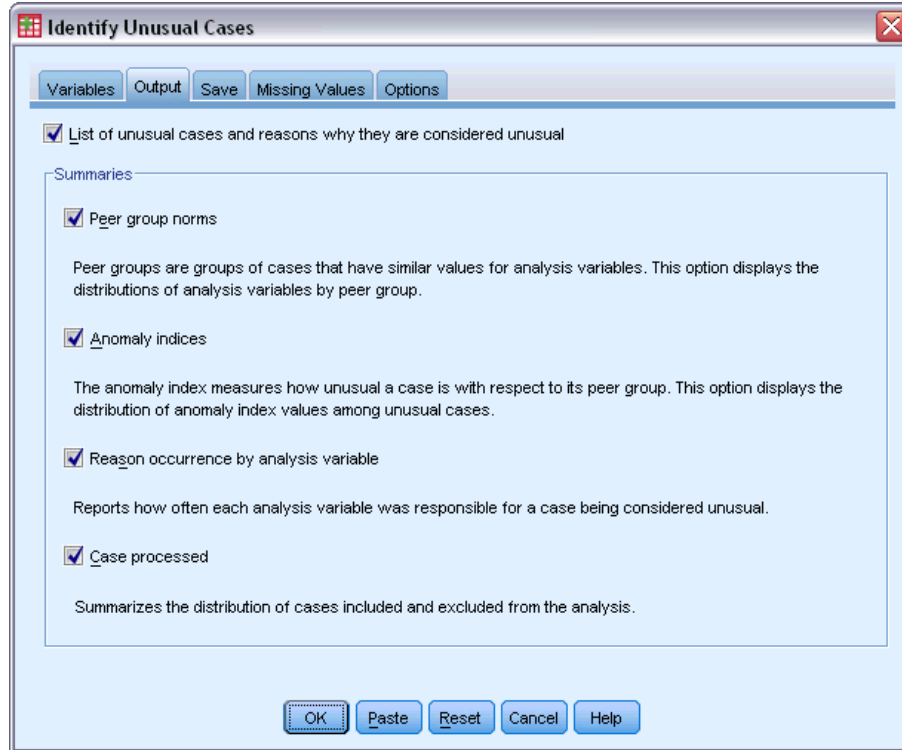 Identify Unusual Cases
Variables Output Save Missing Values Options
List of unusual cases and reasons why they are considered unusual
Summaries
Peer group norms
Peer groups are groups of cases that have similar values for analysis variables. This option displays the
distributions of analysis variables by peer group.
Anomaly indices
The anomaly index measures how unusual a case is with respect to its peer group. This option displays the
distribution of anomaly index values among unusual cases.
Reason occurrence by analysis variable
Reports how often each analysis variable was responsible for a case being considered unusual.
Case processed
Summarizes the distribution of cases included and excluded from the analysis.
OK Paste Reset Cancel Help